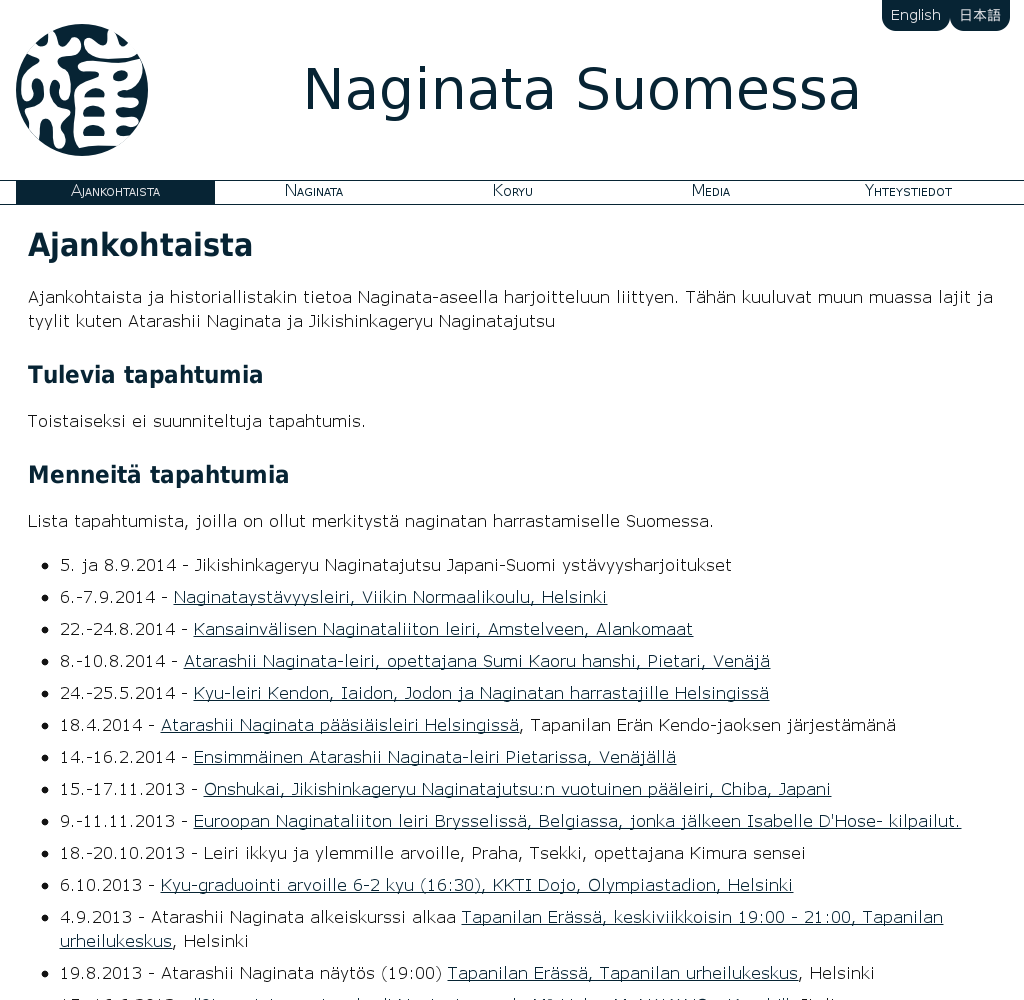 English 日本語
Naginata Suomessa
Ajankohtaista Naginata Koryu Media Yhteystiedot
Ajankohtaista
Ajankohtaista ja historiallistakin tietoa Naginata-aseella harjoitteluun liittyen. Tähän kuuluvat muun muassa lajit ja
tyylit kuten Atarashii Naginata ja Jikishinkageryu Naginatajutsu
Tulevia tapahtumia
Toistaiseksi ei suunniteltuja tapahtumis.
Menneitä tapahtumia
Lista tapahtumista, joilla on ollut merkitystä naginatan harrastamiselle Suomessa.
5. ja 8.9.2014 - Jikishinkageryu Naginatajutsu Japani-Suomi ystävyysharjoitukset
6.-7.9.2014 - Naginataystävyysleiri, Viikin Normaalikoulu, Helsinki
22.-24.8.2014 - Kansainvälisen Naginataliiton leiri, Amstelveen, Alankomaat
8.-10.8.2014 - Atarashii Naginata-leiri, opettajana Sumi Kaoru hanshi, Pietari, Venäjä
24.-25.5.2014 - Kyu-leiri Kendon, Iaidon, Jodon ja Naginatan harrastajille Helsingissä
18.4.2014 - Atarashii Naginata pääsiäisleiri Helsingissä, Tapanilan Erän Kendo-jaoksen järjestämänä
14.-16.2.2014 - Ensimmäinen Atarashii Naginata-leiri Pietarissa, Venäjällä
15.-17.11.2013 - Onshukai, Jikishinkageryu Naginatajutsu:n vuotuinen pääleiri, Chiba, Japani
9.-11.11.2013 - Euroopan Naginataliiton leiri Brysselissä, Belgiassa, jonka jälkeen Isabelle D'Hose- kilpailut.
18.-20.10.2013 - Leiri ikkyu ja ylemmille arvoille, Praha, Tsekki, opettajana Kimura sensei
6.10.2013 - Kyu-graduointi arvoille 6-2 kyu (16:30), KKTI Dojo, Olympiastadion, Helsinki
4.9.2013 - Atarashii Naginata alkeiskurssi alkaa Tapanilan Erässä, keskiviikkoisin 19:00 - 21:00, Tapanilan
urheilukeskus, Helsinki
19.8.2013 - Atarashii Naginata näytös (19:00) Tapanilan Erässä, Tapanilan urheilukeskus, Helsinki